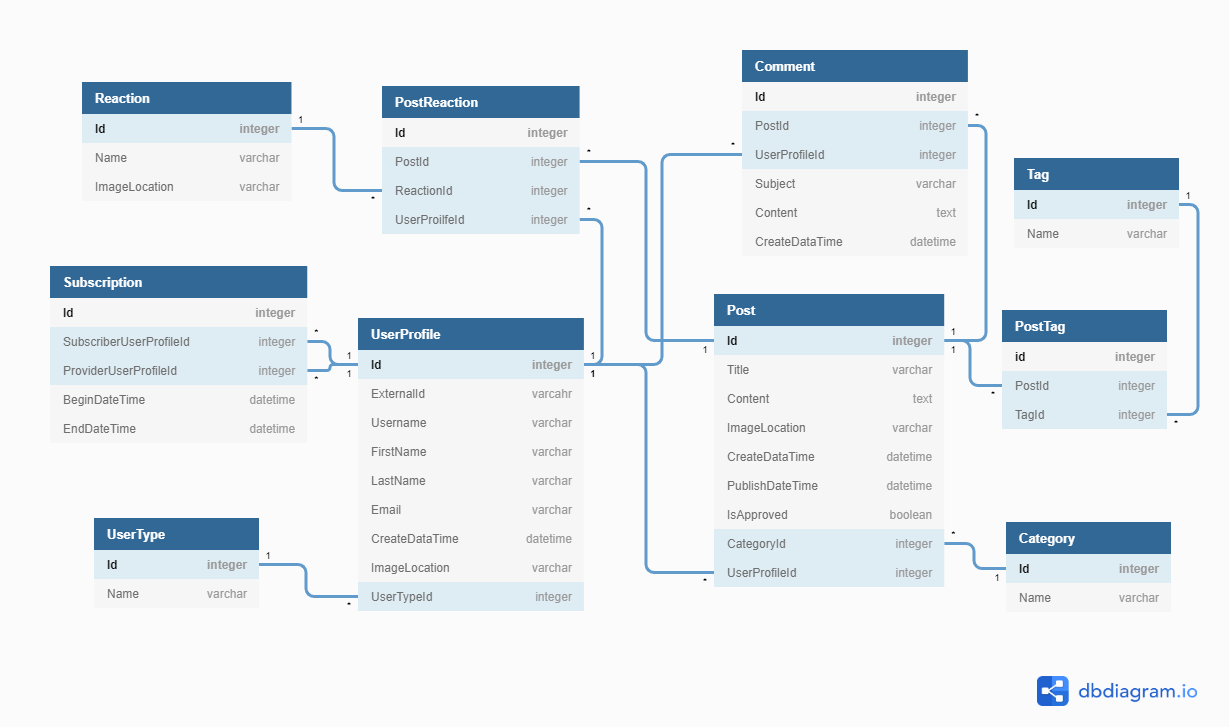 Reaction
Id integer
Name varchar
ImageLocation varchar
1
*
PostReaction
Id integer
PostId integer
ReactionId integer
UserProilfeId integer
*
*
Comment
Id integer
PostId integer
UserProfileId integer
Subject varchar
Content text
CreateDataTime datetime
*
*
Tag
Id integer
Name varchar
1
Subscription
Id integer
SubscriberUserProfileId integer
ProviderUserProfileId integer
BeginDateTime datetime
EndDateTime datetime
*
*
1
1
UserProfile
Id integer
ExternalId varcahr
Username varchar
FirstName varchar
LastName varchar
Email varchar
CreateDataTime datetime
ImageLocation varchar
UserTypeId integer
1
1
Post
Id integer
Title varchar
Content text
ImageLocation varchar
CreateDataTime datetime
PublishDateTime datetime
IsApproved boolean
CategoryId integer
UserProfileId integer
1
1
1
*
*
PostTag
id integer
PostId integer
TagId integer
*
*
UserType
Id integer
Name varchar
1
*
Category
Id integer
Name varchar
1
dbdiagram.io